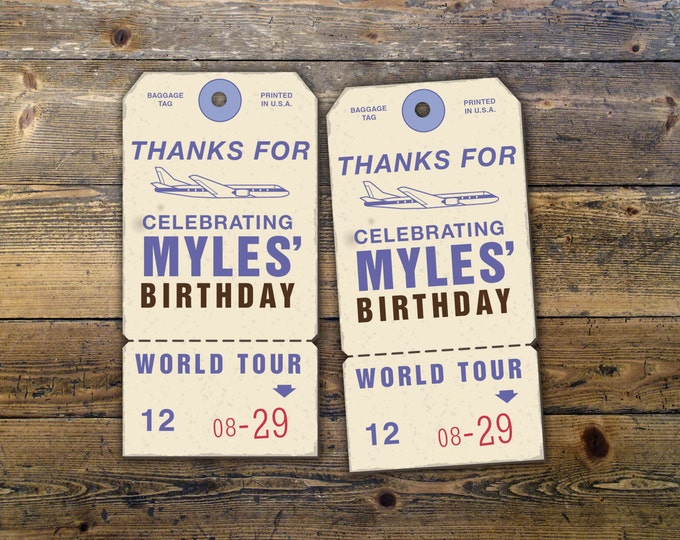 BAGGAGE TAG
PRINTED IN U.S.A.
THANKS FOR
CELEBRATING
MYLES’
BIRTHDAY
WORLD TOUR
12
08-29
BAGGAGE TAG
PRINTED IN U.S.A.
THANKS FOR
CELEBRATING
MYLES’
BIRTHDAY
WORLD TOUR
12
08-29